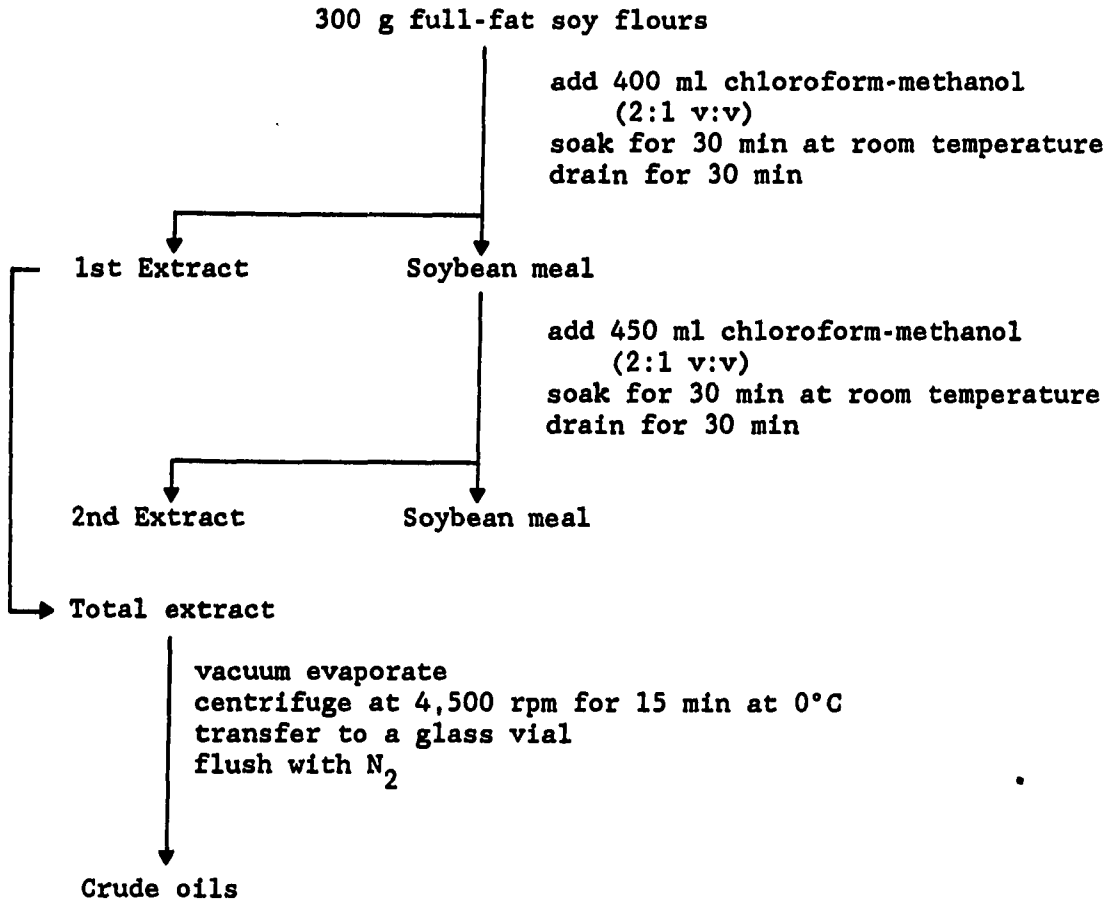 300 g full-fat soy flours
add 400 ml chloroform-methanol
(2:1 v:v)
soak for 30 min at room temperature
drain for 30 min
1st Extract Soybean meal
add 450 ml chloroform-methanol
(2:1 v:v)
soak for 30 min at room temperature
drain for 30 min
2nd Extract Soybean meal
Total extract
vacuum evaporate
centrifuge at 4,500 rpm for 15 min at 0°C
transfer to a glass vial
flush with N₂
Crude oils